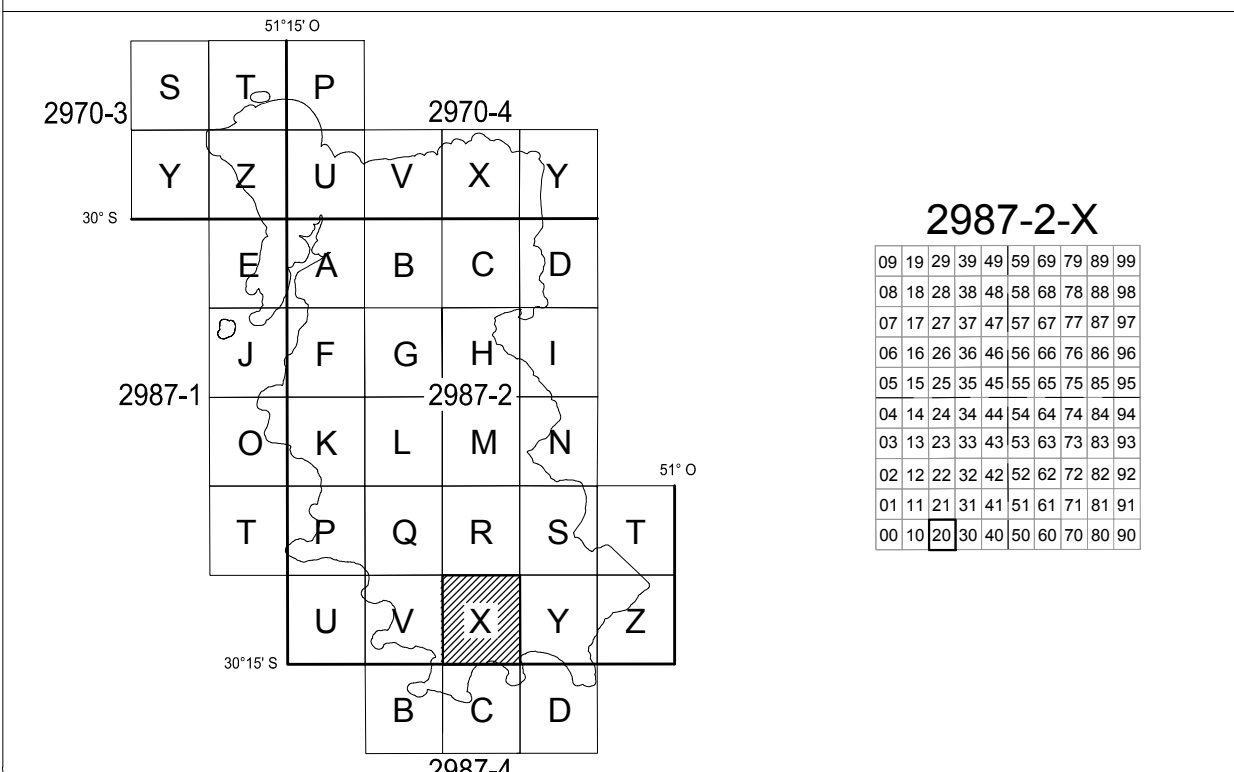 51°15' O
S T P
2970-3
2970-4
Y Z U V X Y
30° S
E A B C D
J F G H I
2987-1
2987-2
O K L M N
51° O
T P Q R S T
U V X Y Z
30°15' S
B C D
2987-4
2987-2-X
09 19 29 39 49 59 69 79 89 99
08 18 28 38 48 58 68 78 88 98
07 17 27 37 47 57 67 77 87 97
06 16 26 36 46 56 66 76 86 96
05 15 25 35 45 55 65 75 85 95
04 14 24 34 44 54 64 74 84 94
03 13 23 33 43 53 63 73 83 93
02 12 22 32 42 52 62 72 82 92
01 11 21 31 41 51 61 71 81 91
00 10 20 30 40 50 60 70 80 90